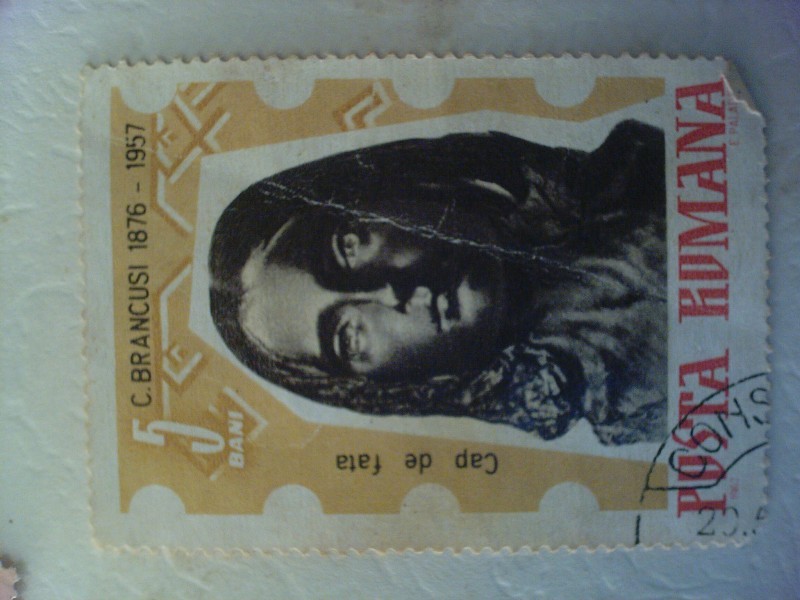 C. BRANCUSI 1876 - 1957
5
BANI
Cap de fata
POSTA ROMANA